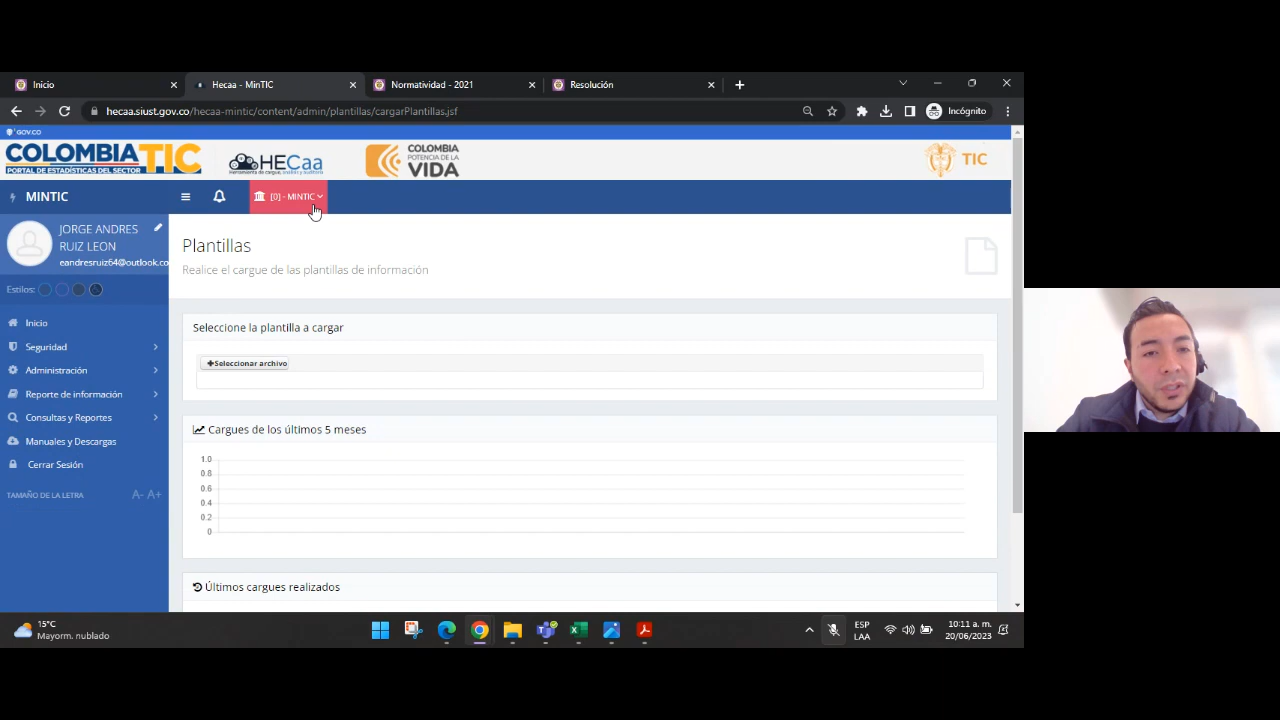 Inicio
Hecaa - MinTIC
Normatividad - 2021
Resolución
hecaa.siust.gov.co/hecaa-mintic/content/admin/plantillas/cargarPlantillas.jsf
Incógnito
GOV.CO
COLOMBIA TIC
PORTAL DE ESTADÍSTICAS DEL SECTOR
HECaa
Herramienta de cargue, análisis y auditoría
COLOMBIA
POTENCIA DE LA
VIDA
TIC
MINTIC
[0] - MINTIC
JORGE ANDRES
RUIZ LEON
eandresruiz64@outlook.co
Estilos:
Inicio
Seguridad
Administración
Reporte de información
Consultas y Reportes
Manuales y Descargas
Cerrar Sesión
TAMAÑO DE LA LETRA
A- A+
Plantillas
Realice el cargue de las plantillas de información
Seleccione la plantilla a cargar
+Seleccionar archivo
Cargues de los últimos 5 meses
1.0
0.8
0.6
0.4
0.2
0
Últimos cargues realizados
15°C
Mayorm. nublado
ESP
LAA
10:11 a. m.
20/06/2023